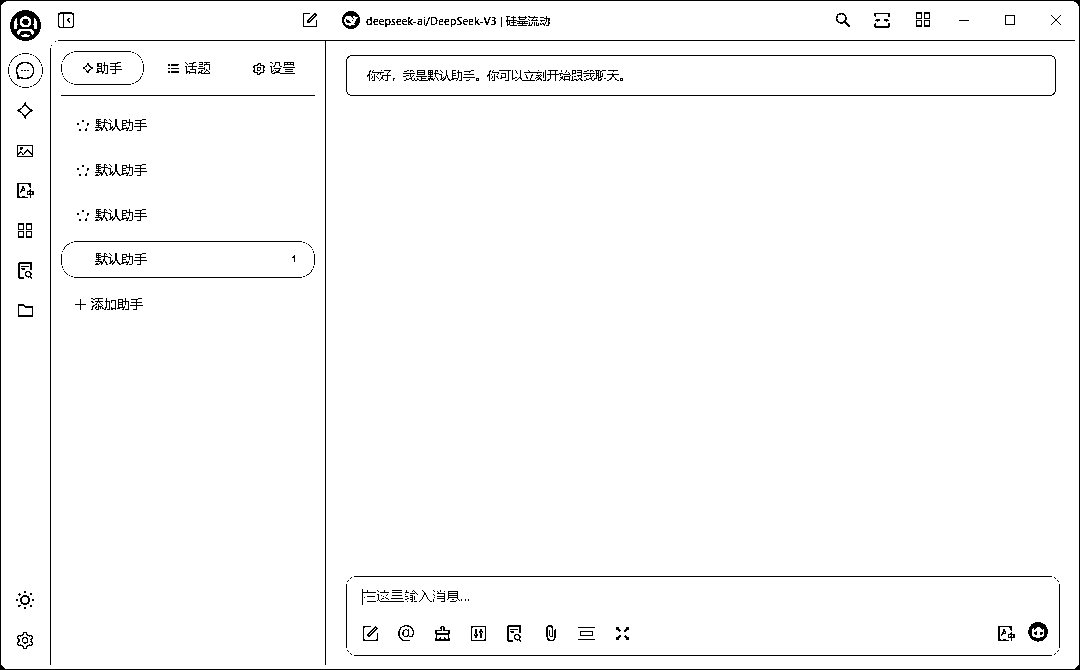 deepseek-ai/DeepSeek-V3 | 硅基流动
助手 话题 设置
默认助手
默认助手
默认助手
默认助手 1
添加助手
你好，我是默认助手。你可以立刻开始跟我聊天。
在这里输入消息...
@